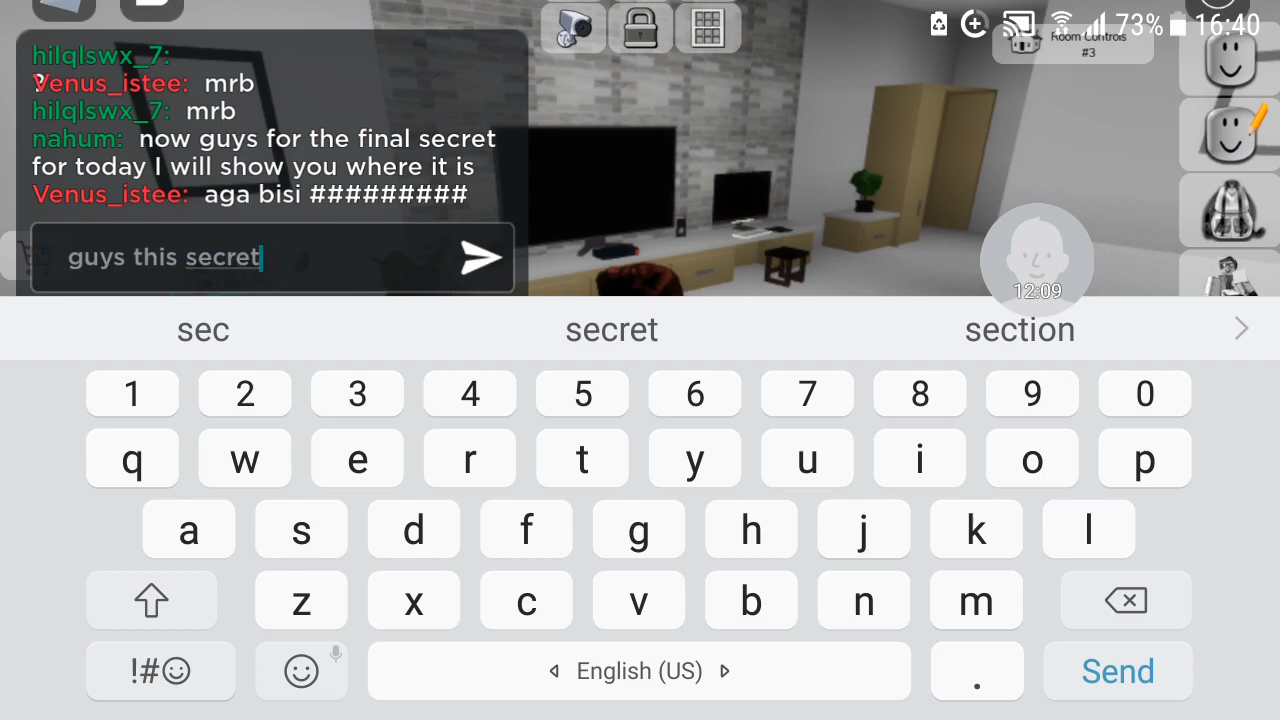 73% 16:40
Room Controls
#3
hilqlswx_7:
?
Venus_istee: mrb
hilqlswx_7: mrb
nahum: now guys for the final secret
for today I will show you where it is
Venus_istee: aga bisi #########
guys this secret
12:09
sec secret section
1 2 3 4 5 6 7 8 9 0
q w e r t y u i o p
a s d f g h j k l
z x c v b n m
!#☺ English (US) . Send